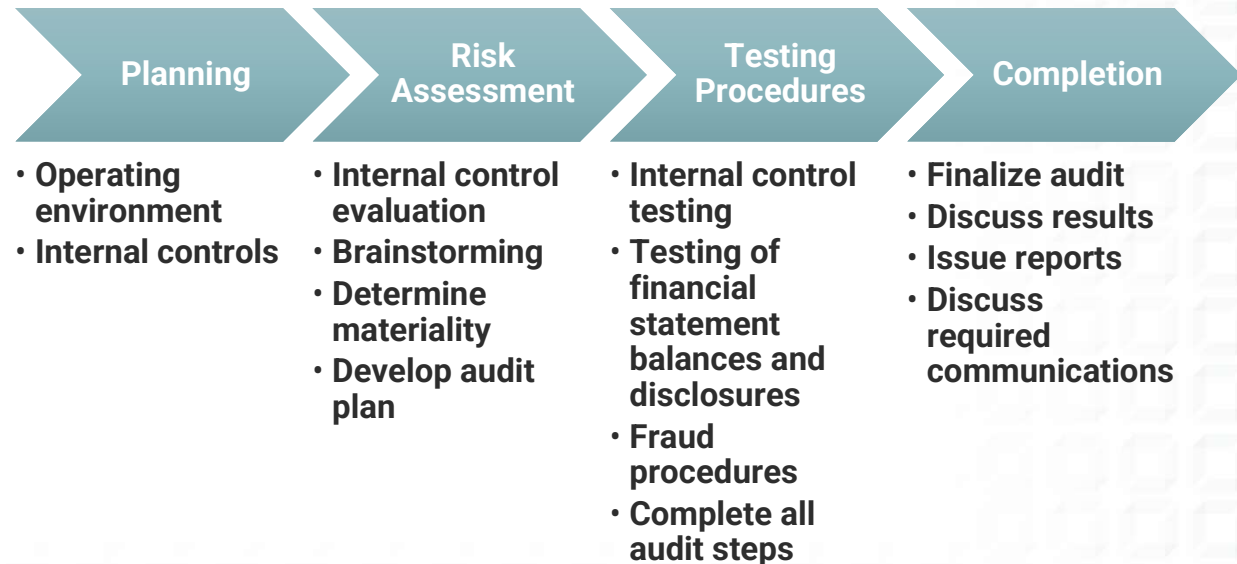 Planning
Risk
Assessment
Testing
Procedures
Completion
• Operating
environment
• Internal controls
• Internal control
evaluation
• Brainstorming
• Determine
materiality
• Develop audit
plan
• Internal control
testing
• Testing of
financial
statement
balances and
disclosures
• Fraud
procedures
• Complete all
audit steps
• Finalize audit
• Discuss results
• Issue reports
• Discuss
required
communications